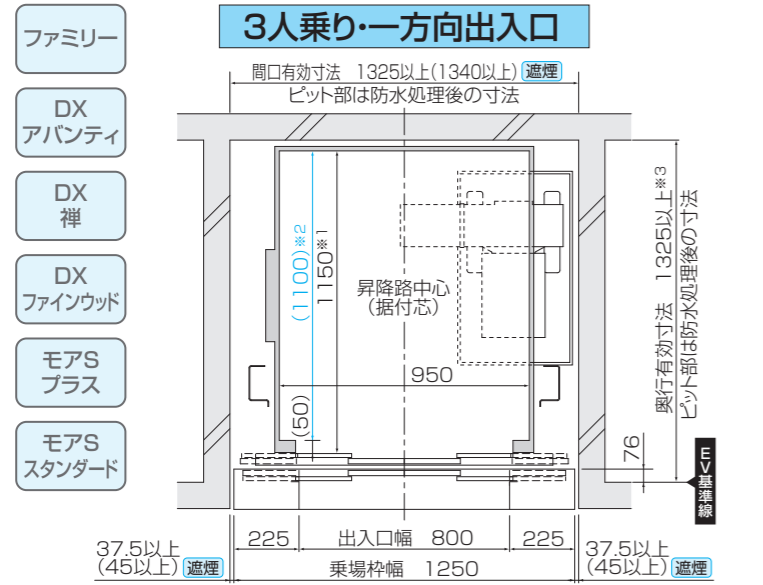 3人乗り・一方向出入口
ファミリー
DX
アバンティ
DX
禅
DX
ファインウッド
モアS
プラス
モアS
スタンダード
間口有効寸法 1325以上(1340以上) 遮煙
ピット部は防水処理後の寸法
(1100)※2
1150※1
昇降路中心
(据付芯)
950
(50)
奥行有効寸法 1325以上※3
ピット部は防水処理後の寸法
76
EV基準線
225
出入口幅 800
225
37.5以上
(45以上) 遮煙
乗場枠幅 1250
37.5以上
(45以上) 遮煙